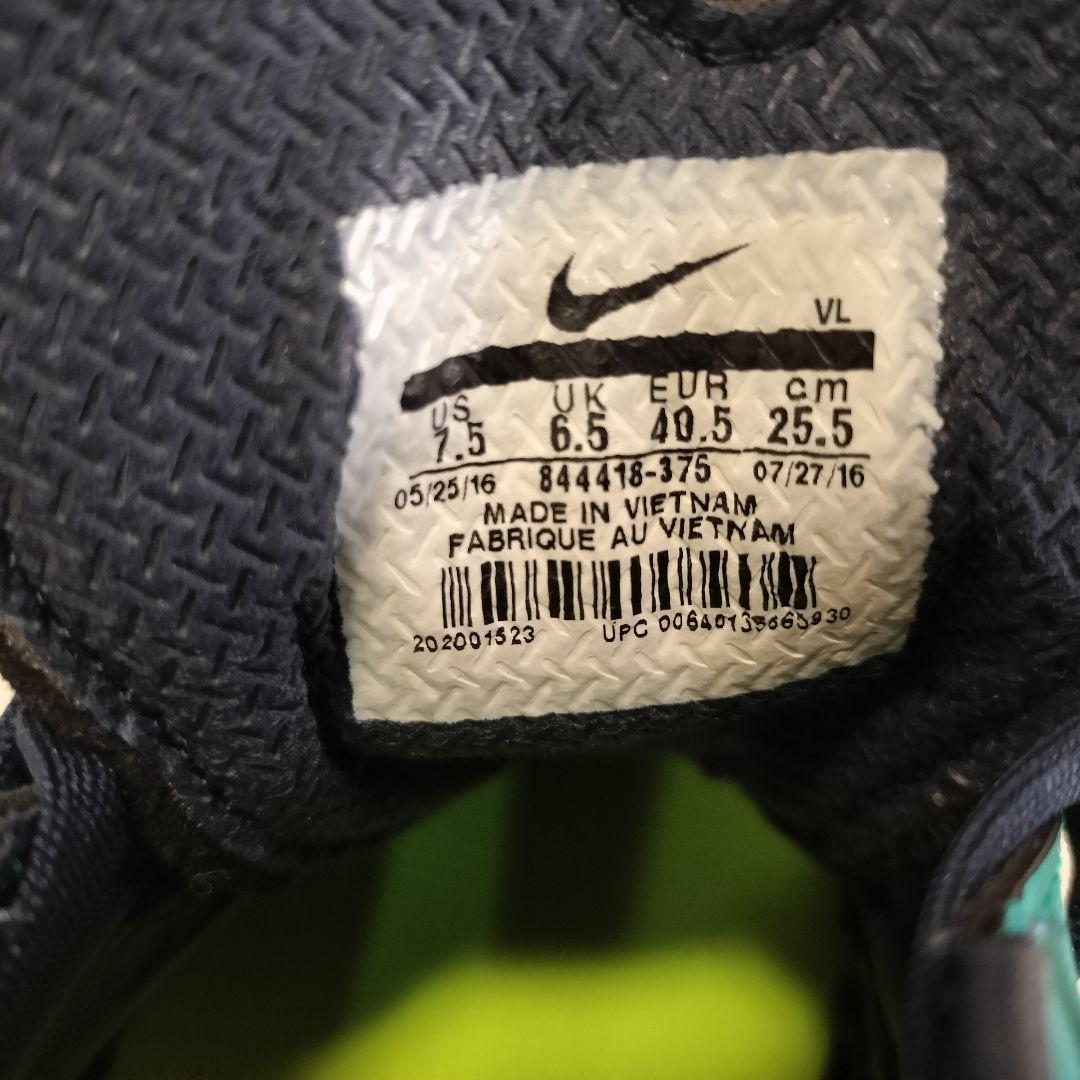 VL
US UK EUR cm
7.5 6.5 40.5 25.5
05/25/16 844418-375 07/27/16
MADE IN VIETNAM
FABRIQUE AU VIETNAM
202001523 UPC